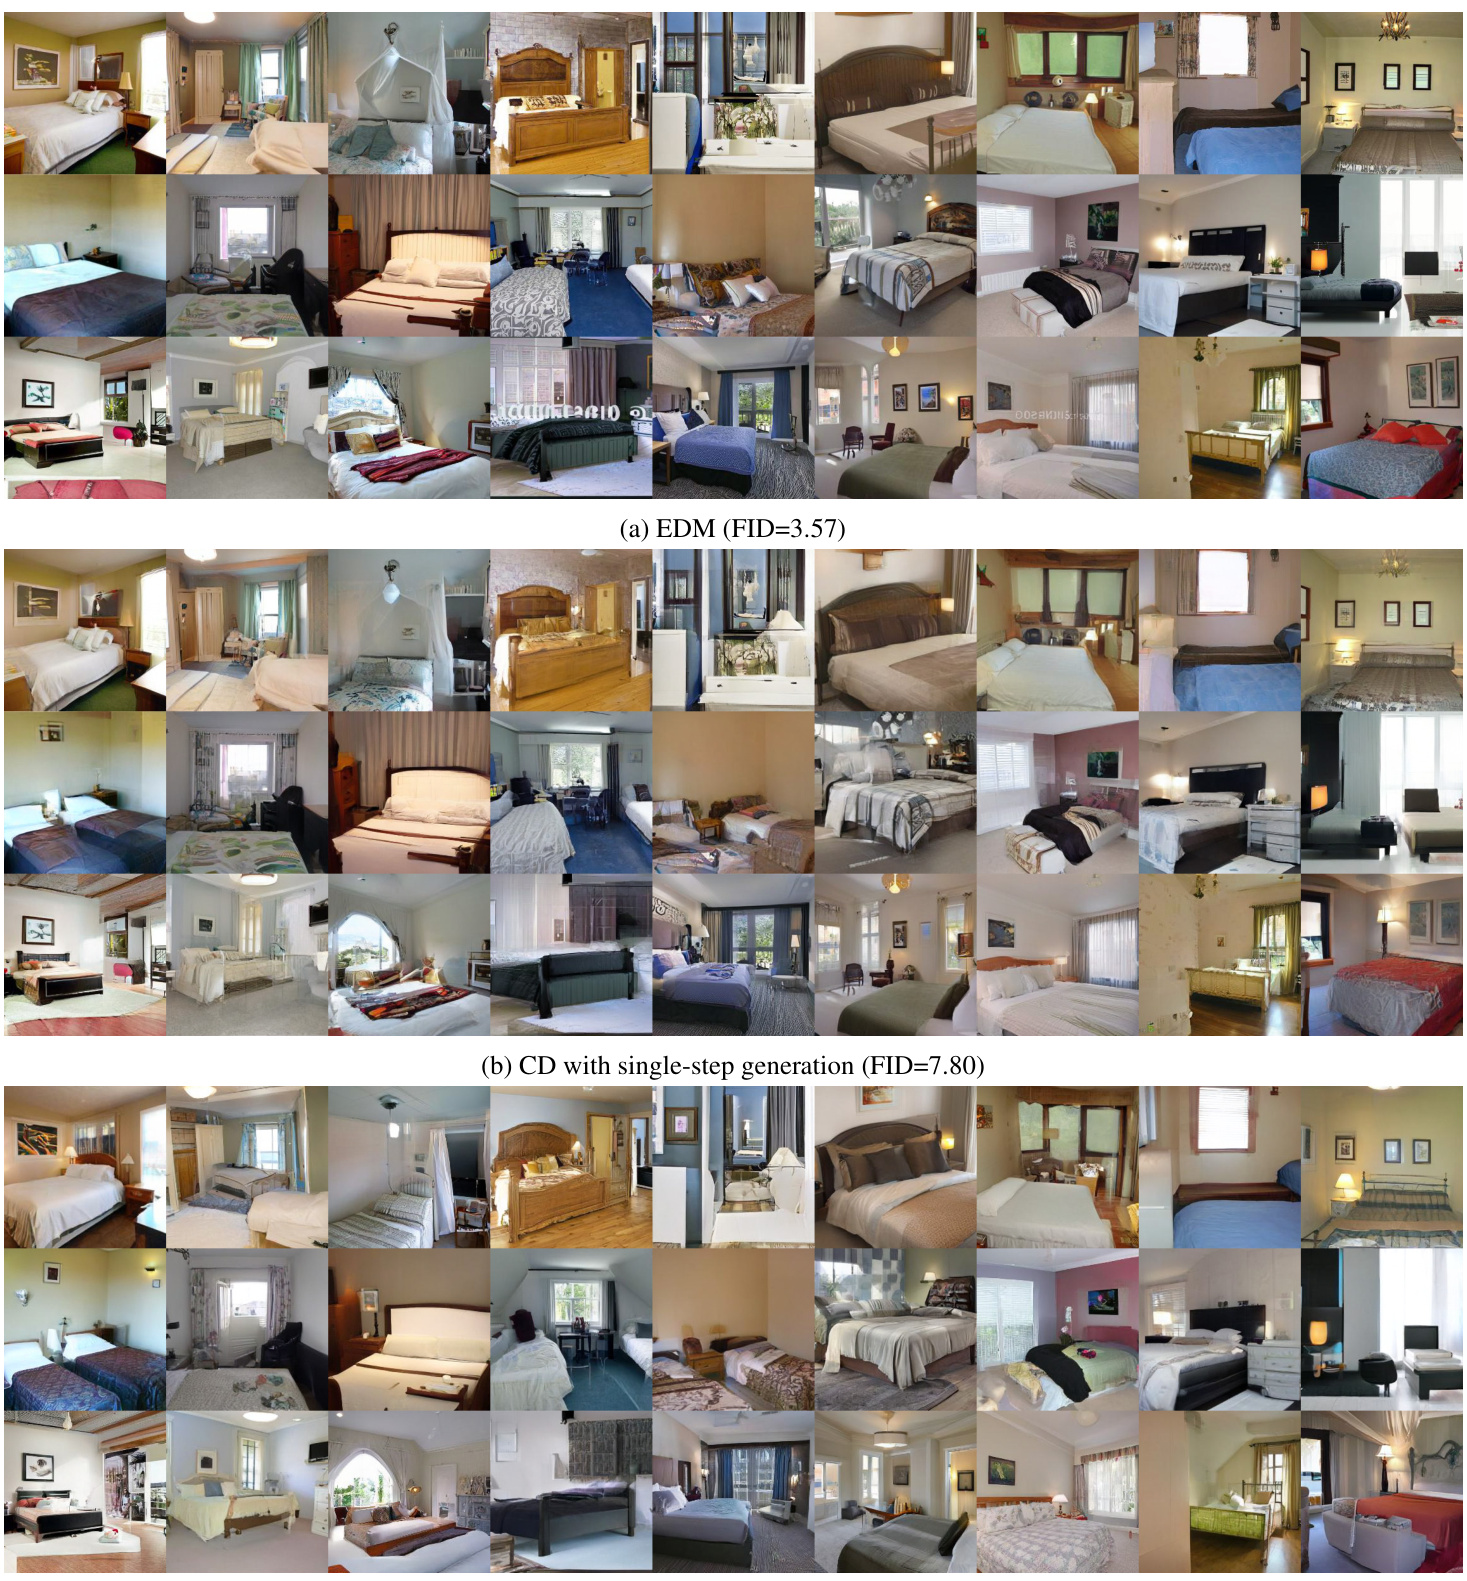 (a) EDM (FID=3.57)
(b) CD with single-step generation (FID=7.80)